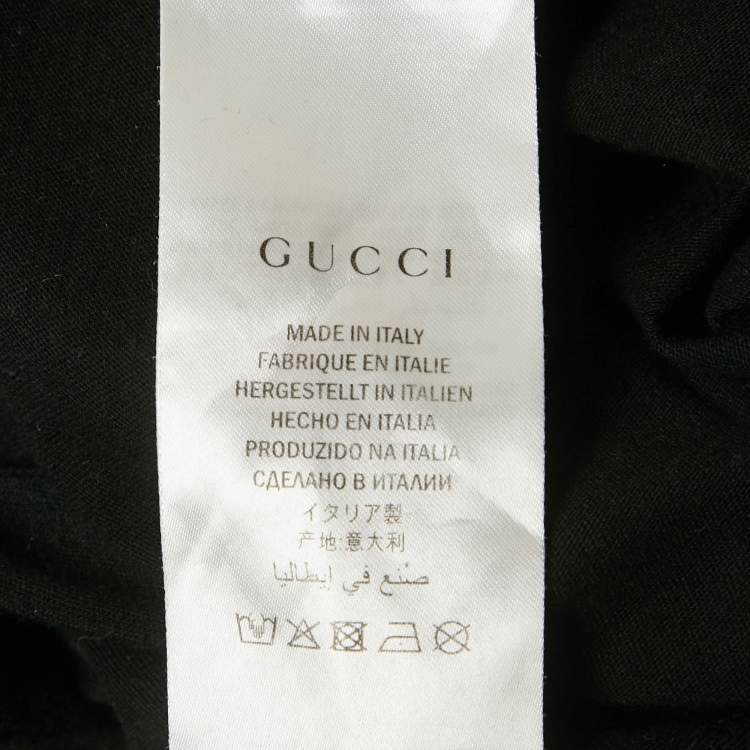 GUCCI
MADE IN ITALY
FABRIQUE EN ITALIE
HERGESTELLT IN ITALIEN
HECHO EN ITALIA
PRODUZIDO NA ITALIA
СДЕЛАНО В ИТАЛИИ
イタリア製
产地:意大利
صُنع في إيطاليا